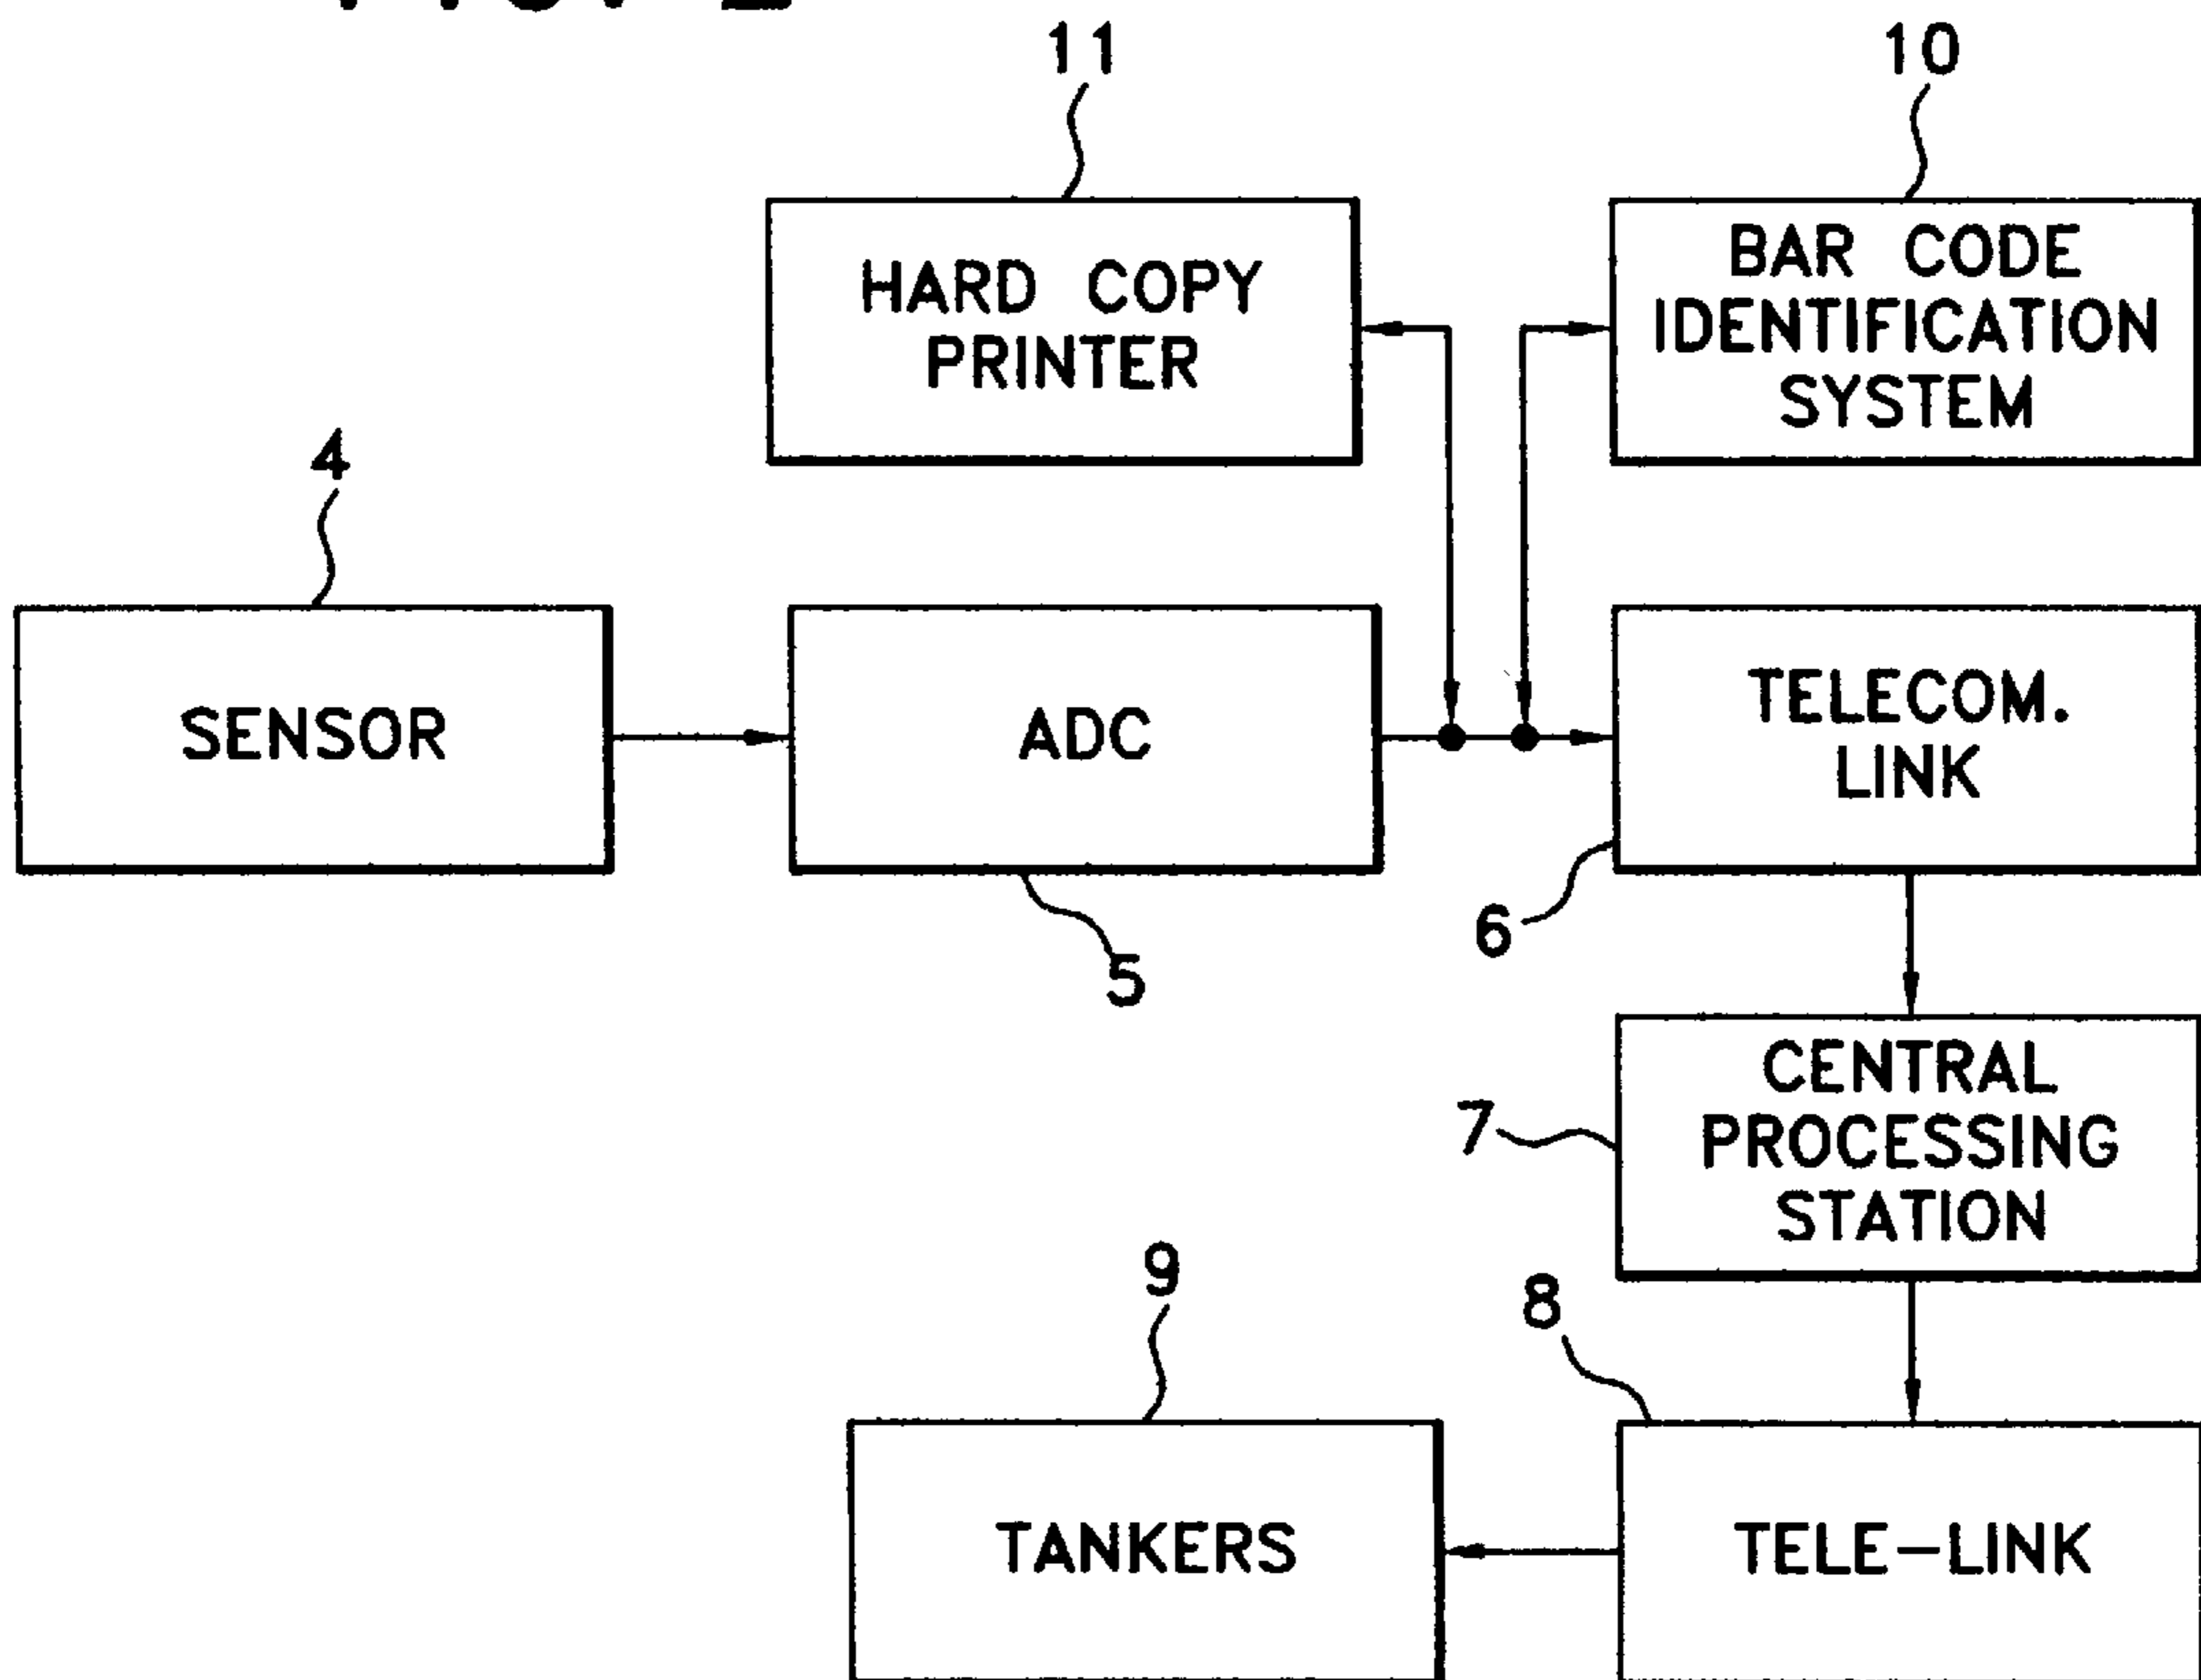 11
10
HARD COPY
PRINTER
BAR CODE
IDENTIFICATION
SYSTEM
4
SENSOR
ADC
TELECOM.
LINK
6
5
CENTRAL
PROCESSING
STATION
7
9
8
TANKERS
TELE-LINK